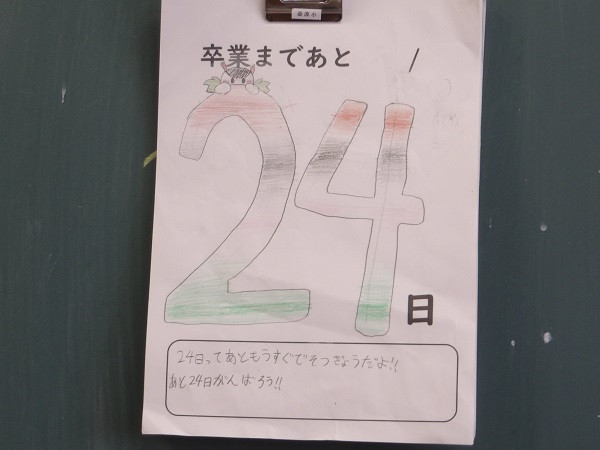 卒業まであと /
24
日
24日ってあともうすぐでそつぎょうだよ!!
あと24日がんばろう!!